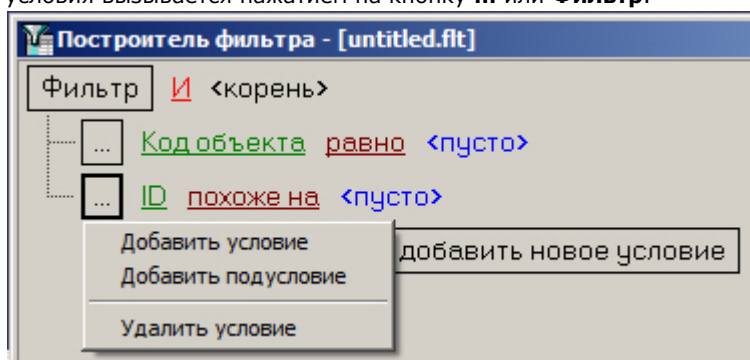 условия вызывается нажатием на кнопку ... или Фильтр.
Построитель фильтра - [untitled.flt]
Фильтр И <корень>
... Код объекта равно <пусто>
... ID похоже на <пусто>
Добавить условие
добавить новое условие
Добавить подусловие
Удалить условие